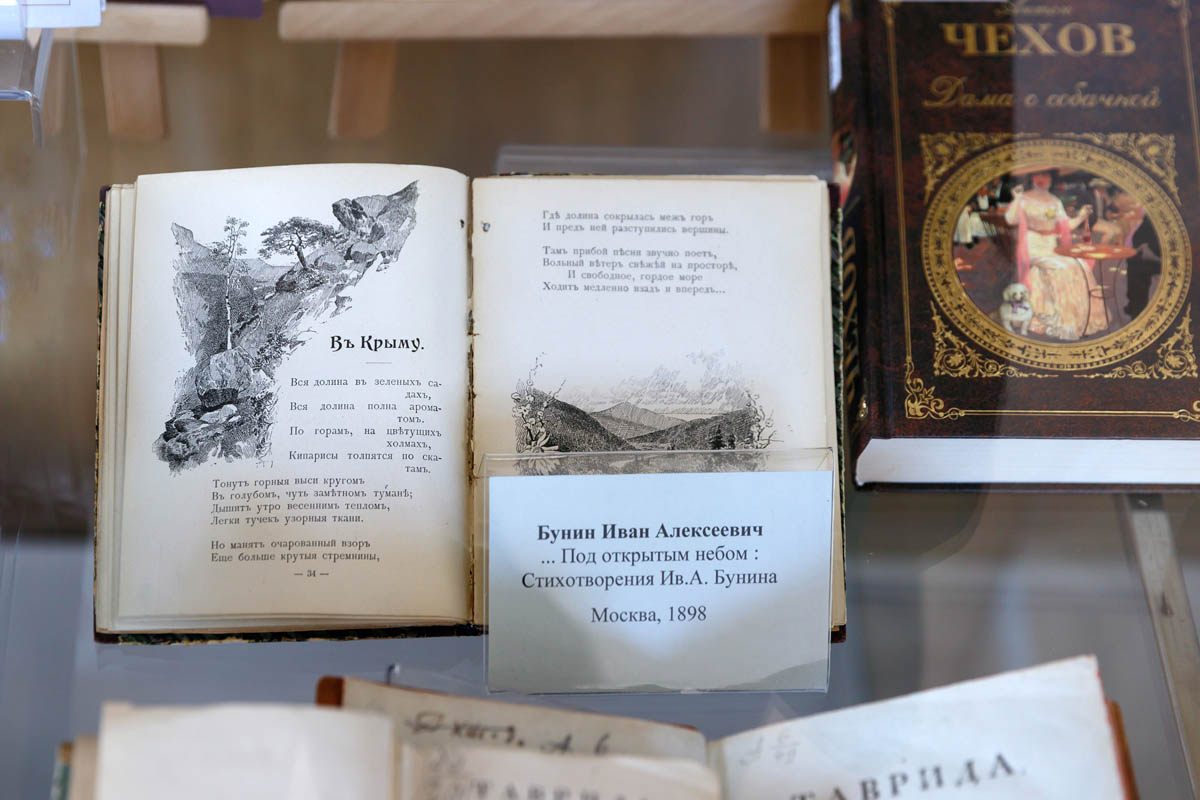 Антон
ЧЕХОВ
Дама с собачкой
Въ Крыму.
Вся долина въ зеленыхъ са-
дахъ,
Вся долина полна арома-
томъ.
По горамъ, на цвѣтущихъ
холмахъ,
Кипарисы толпятся по ска-
тамъ.
Тонутъ горныя выси кругомъ
Въ голубомъ, чуть замѣтномъ туманѣ;
Дышитъ утро весеннимъ тепломъ,
Легки тучекъ узорныя ткани.
Но манятъ очарованный взоръ
Еще больше крутыя стремнины,
— 34 —
Гдѣ долина сокрылась межъ горъ
И предъ ней разступились вершины.
Тамъ прибой пѣсни звучно поетъ,
Вольный вѣтеръ свѣжѣй на просторѣ,
И свободное, гордое море
Ходитъ медленно взадъ и впередъ...
Бунин Иван Алексеевич
... Под открытым небом :
Стихотворения Ив.А. Бунина
Москва, 1898
ЧЕХОВ
ТАВРИДА
ТАВРИДА.